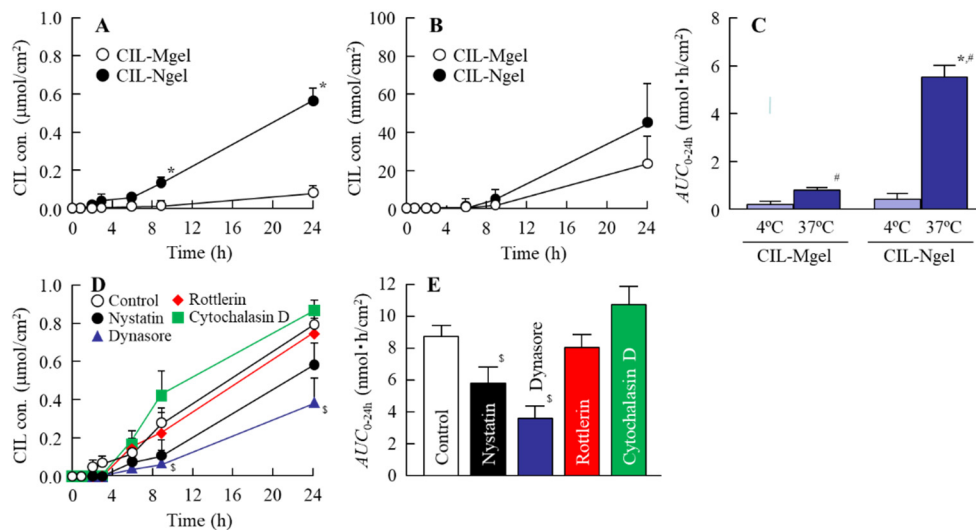 A
CIL con. (μmol/cm²)
1.0
0.8
0.6
0.4
0.2
0.0
CIL-Mgel
CIL-Ngel
*
*
0 4 8 12 16 20 24
Time (h)
B
CIL con. (nmol/cm²)
100
80
60
40
20
0
CIL-Mgel
CIL-Ngel
0 4 8 12 16 20 24
Time (h)
C
AUC0-24h (nmol·h/cm²)
8
6
4
2
0
#
*,#
4ºC 37ºC 4ºC 37ºC
CIL-Mgel CIL-Ngel
D
CIL con. (μmol/cm²)
1.0
0.8
0.6
0.4
0.2
0.0
Control
Nystatin
Dynasore
Rottlerin
Cytochalasin D
$
$
0 4 8 12 16 20 24
Time (h)
E
AUC0-24h (nmol·h/cm²)
12
10
8
6
4
2
0
Control
Nystatin
$
Dynasore
$
Rottlerin
Cytochalasin D